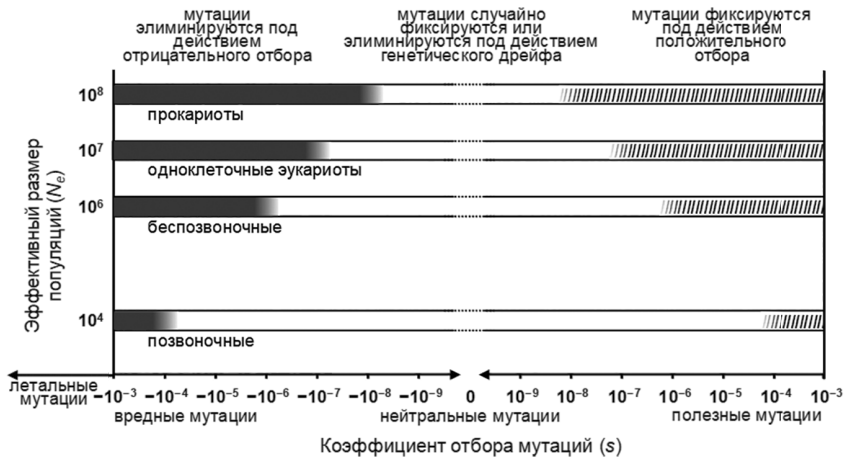 мутации
элиминируются под
действием
отрицательного отбора
мутации случайно
фиксируются или
элиминируются под действием
генетического дрейфа
мутации фиксируются
под действием
положительного
отбора
Эффективный размер
популяций (Nₑ)
10⁸
прокариоты
10⁷
одноклеточные эукариоты
10⁶
беспозвоночные
10⁴
позвоночные
летальные
мутации
−10⁻³ −10⁻⁴ −10⁻⁵ −10⁻⁶ −10⁻⁷ −10⁻⁸ −10⁻⁹ 0 10⁻⁹ 10⁻⁸ 10⁻⁷ 10⁻⁶ 10⁻⁵ 10⁻⁴ 10⁻³
вредные мутации нейтральные мутации полезные мутации
Коэффициент отбора мутаций (s)